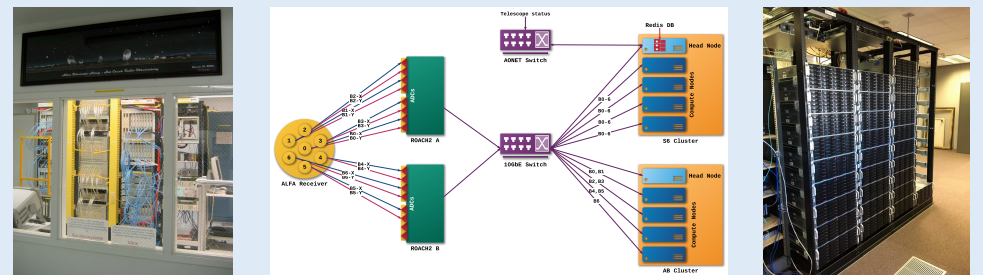 Telescope status
Redis DB
Head Node
AONET Switch
B2-X
B2-Y
B1-X
B1-Y
B3-X
B3-Y
B0-X
B0-Y
ADCs
ROACH2 A
2
1
3
0
6
4
5
ALFA Receiver
B4-X
B4-Y
B6-X
B6-Y
B5-X
B5-Y
ADCs
ROACH2 B
10GbE Switch
B0-6
B0-6
B0-6
B0-6
Compute Nodes
S6 Cluster
B0,B1
B2,B3
B4,B5
B6
Head Node
Compute Nodes
AB Cluster